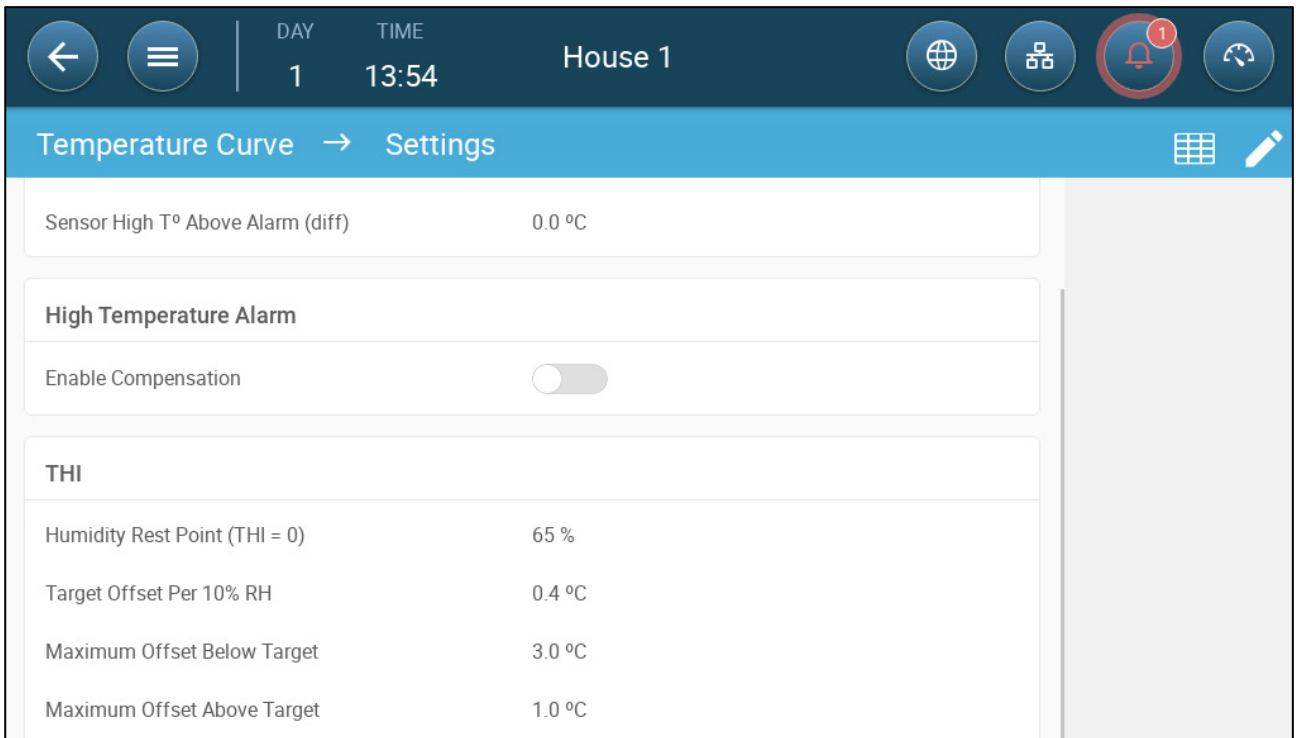 DAY TIME
1 13:54 House 1 1
Temperature Curve → Settings
Sensor High Tº Above Alarm (diff) 0.0 ºC
High Temperature Alarm
Enable Compensation
THI
Humidity Rest Point (THI = 0) 65 %
Target Offset Per 10% RH 0.4 ºC
Maximum Offset Below Target 3.0 ºC
Maximum Offset Above Target 1.0 ºC